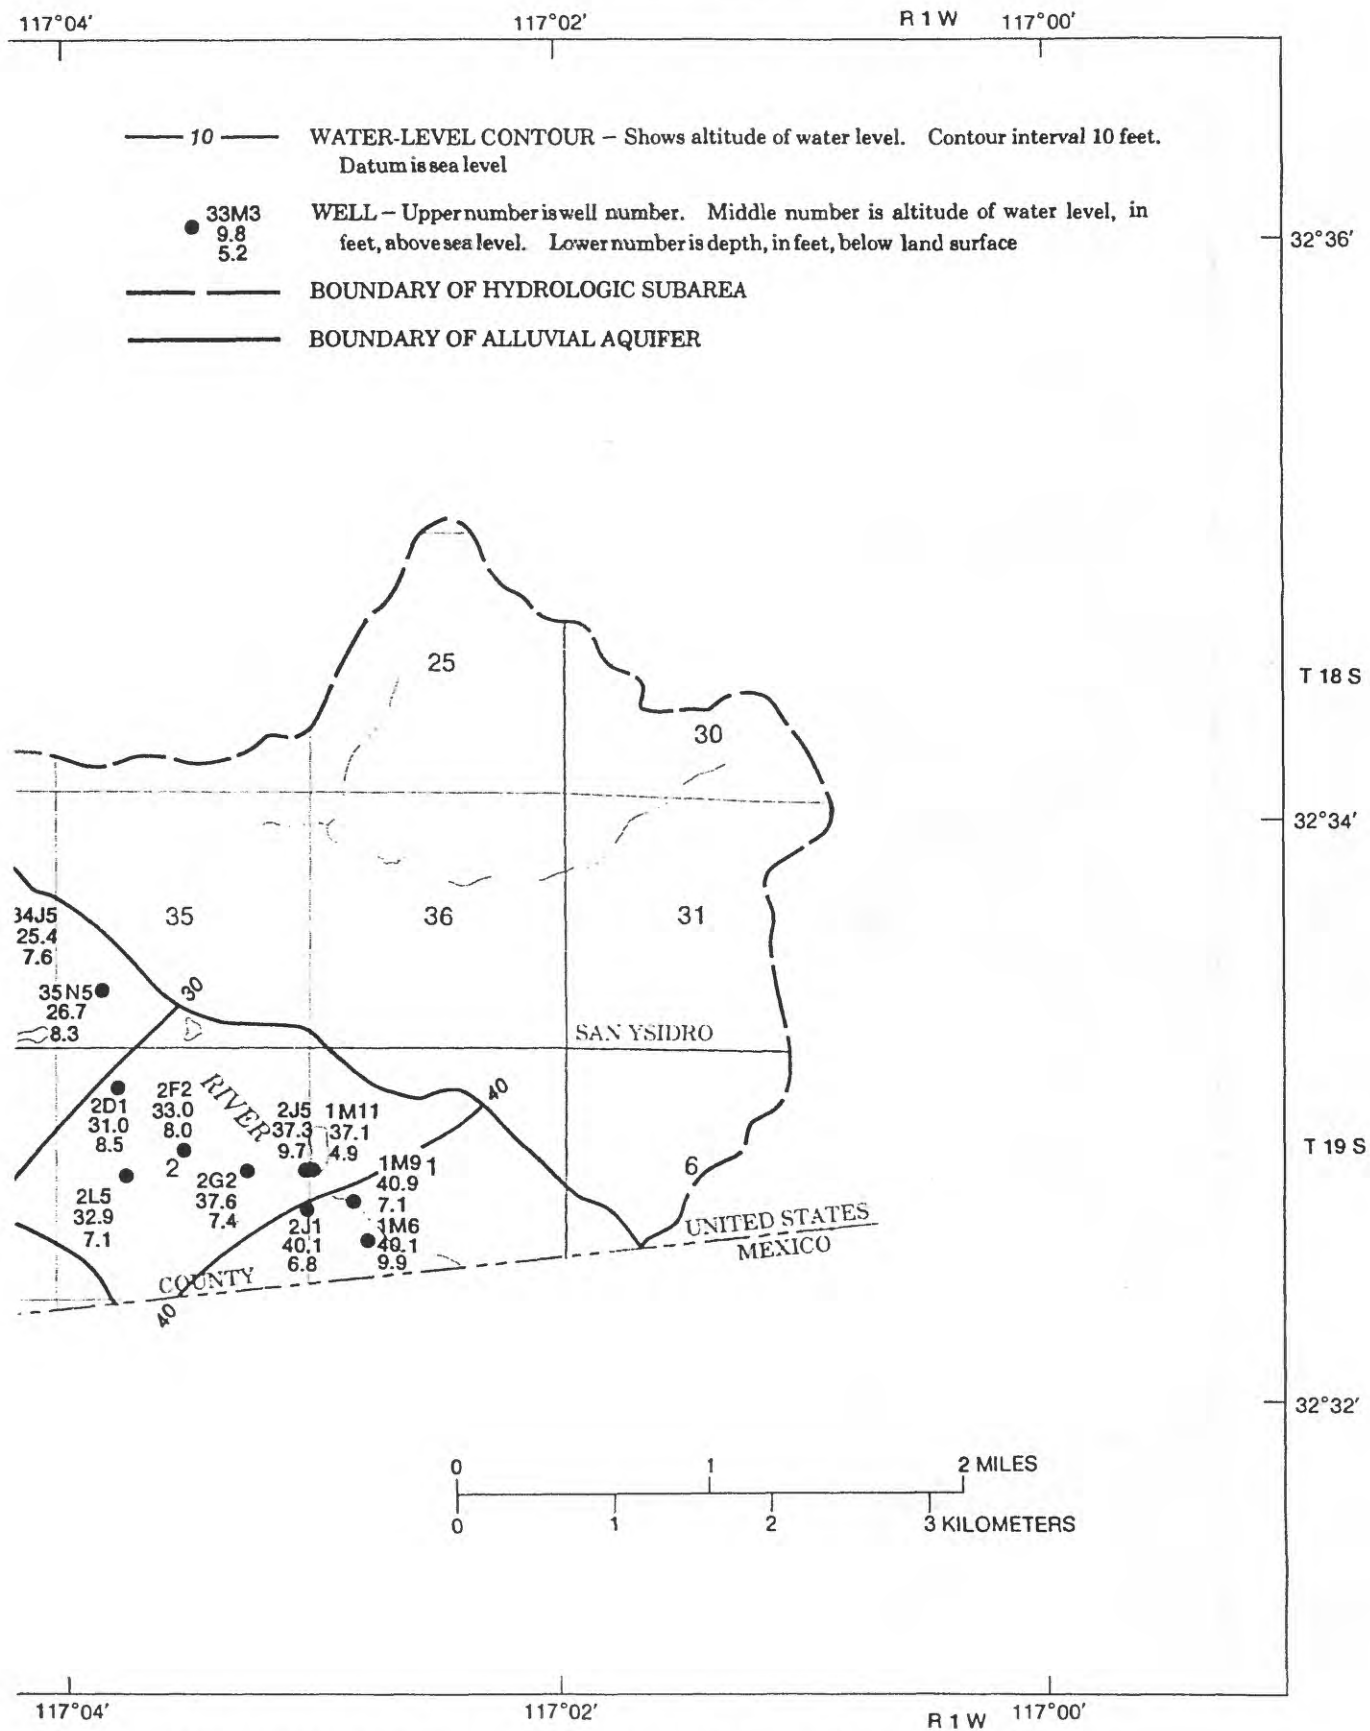 117°04′ 117°02′ R 1 W 117°00′
10 WATER-LEVEL CONTOUR – Shows altitude of water level. Contour interval 10 feet.
Datum is sea level
33M3 WELL – Upper number is well number. Middle number is altitude of water level, in
9.8 feet, above sea level. Lower number is depth, in feet, below land surface
5.2
32°36′
BOUNDARY OF HYDROLOGIC SUBAREA
BOUNDARY OF ALLUVIAL AQUIFER
25
T 18 S
30
32°34′
34J5
25.4
7.6
35
36
31
35N5
26.7
8.3
30
SAN YSIDRO
RIVER
2D1
31.0
8.5
2F2
33.0
8.0
2
2J5
37.3
9.7
1M11
37.1
4.9
40
T 19 S
2L5
32.9
7.1
2G2
37.6
7.4
1M9
40.9
7.1
1
6
2J1
40.1
6.8
1M6
40.1
9.9
UNITED STATES
MEXICO
COUNTY
40
32°32′
0 1 2 MILES
0 1 2 3 KILOMETERS
117°04′ 117°02′ R 1 W 117°00′